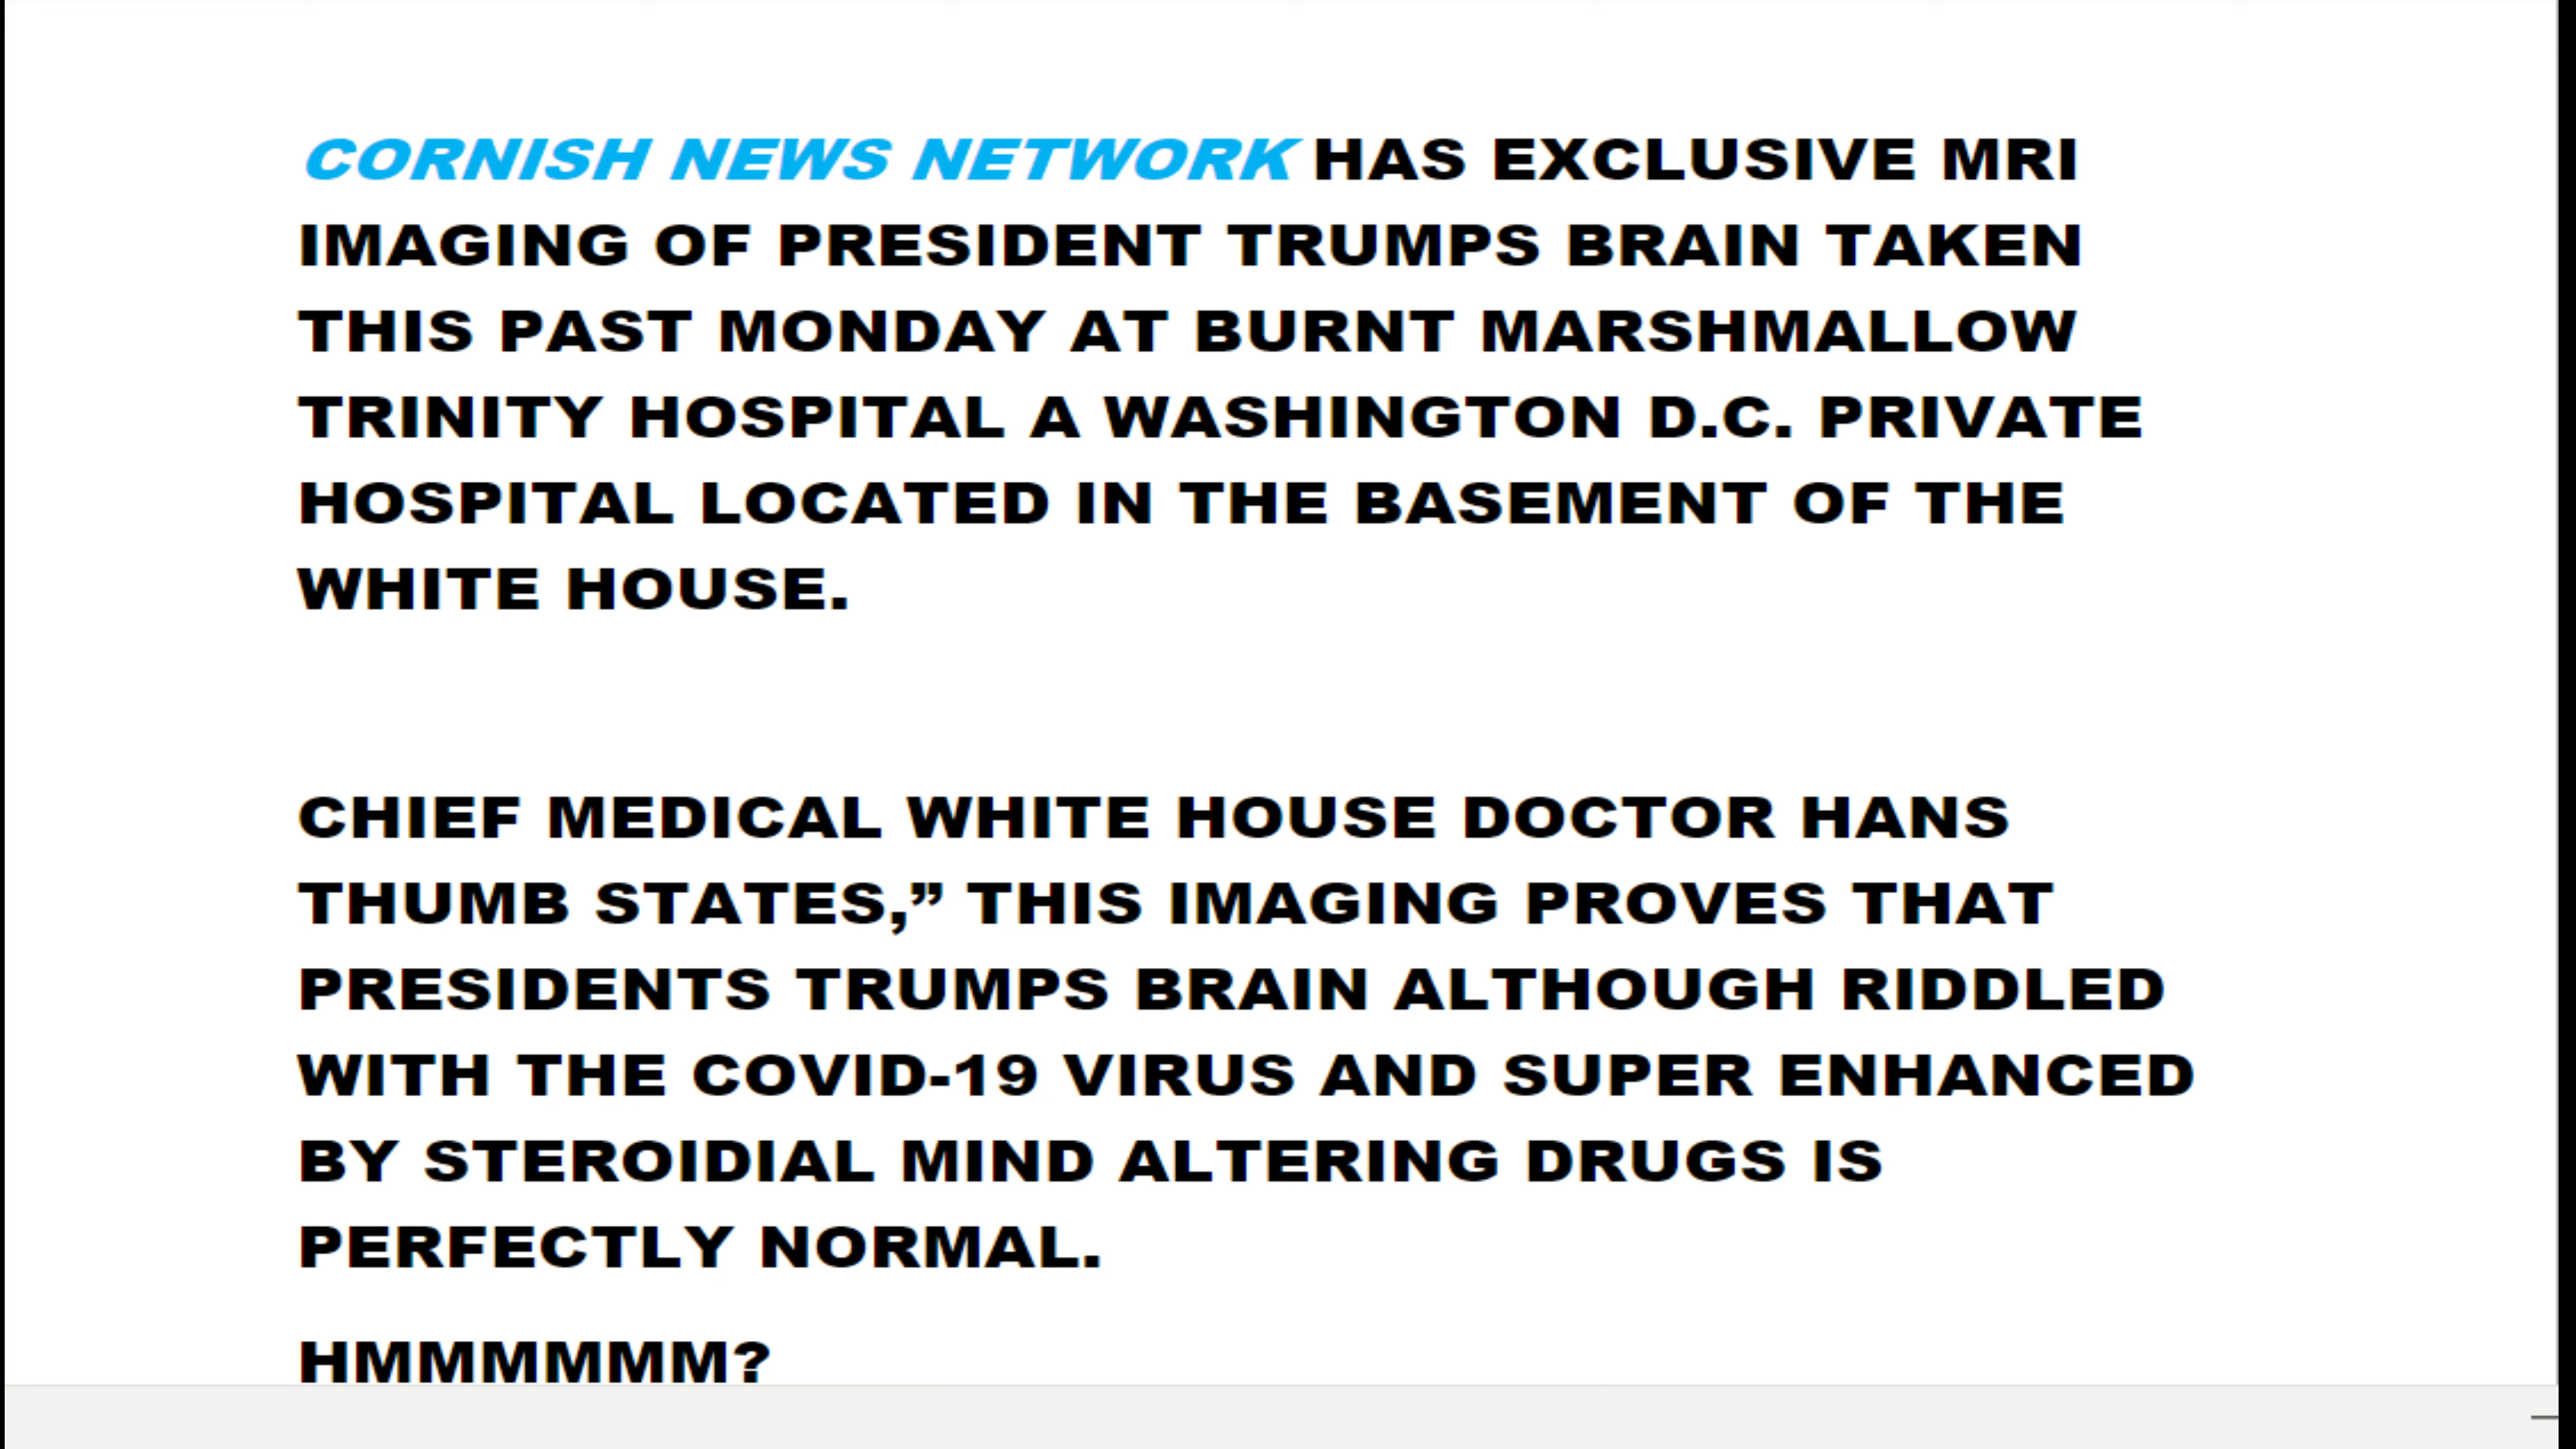 CORNISH NEWS NETWORK HAS EXCLUSIVE MRI
IMAGING OF PRESIDENT TRUMPS BRAIN TAKEN
THIS PAST MONDAY AT BURNT MARSHMALLOW
TRINITY HOSPITAL A WASHINGTON D.C. PRIVATE
HOSPITAL LOCATED IN THE BASEMENT OF THE
WHITE HOUSE.
CHIEF MEDICAL WHITE HOUSE DOCTOR HANS
THUMB STATES,” THIS IMAGING PROVES THAT
PRESIDENTS TRUMPS BRAIN ALTHOUGH RIDDLED
WITH THE COVID-19 VIRUS AND SUPER ENHANCED
BY STEROIDIAL MIND ALTERING DRUGS IS
PERFECTLY NORMAL.
HMMMMMM?